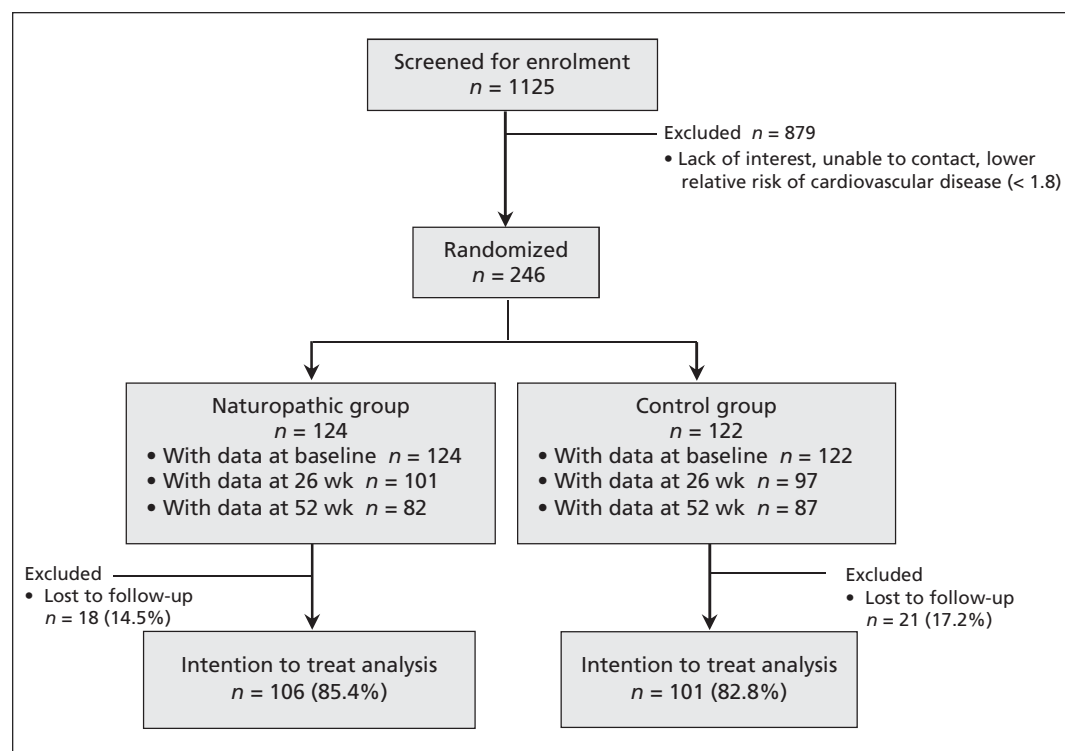 Screened for enrolment
n = 1125
Excluded n = 879
• Lack of interest, unable to contact, lower
relative risk of cardiovascular disease (< 1.8)
Randomized
n = 246
Naturopathic group
n = 124
• With data at baseline n = 124
• With data at 26 wk n = 101
• With data at 52 wk n = 82
Control group
n = 122
• With data at baseline n = 122
• With data at 26 wk n = 97
• With data at 52 wk n = 87
Excluded
• Lost to follow-up
n = 18 (14.5%)
Excluded
• Lost to follow-up
n = 21 (17.2%)
Intention to treat analysis
n = 106 (85.4%)
Intention to treat analysis
n = 101 (82.8%)